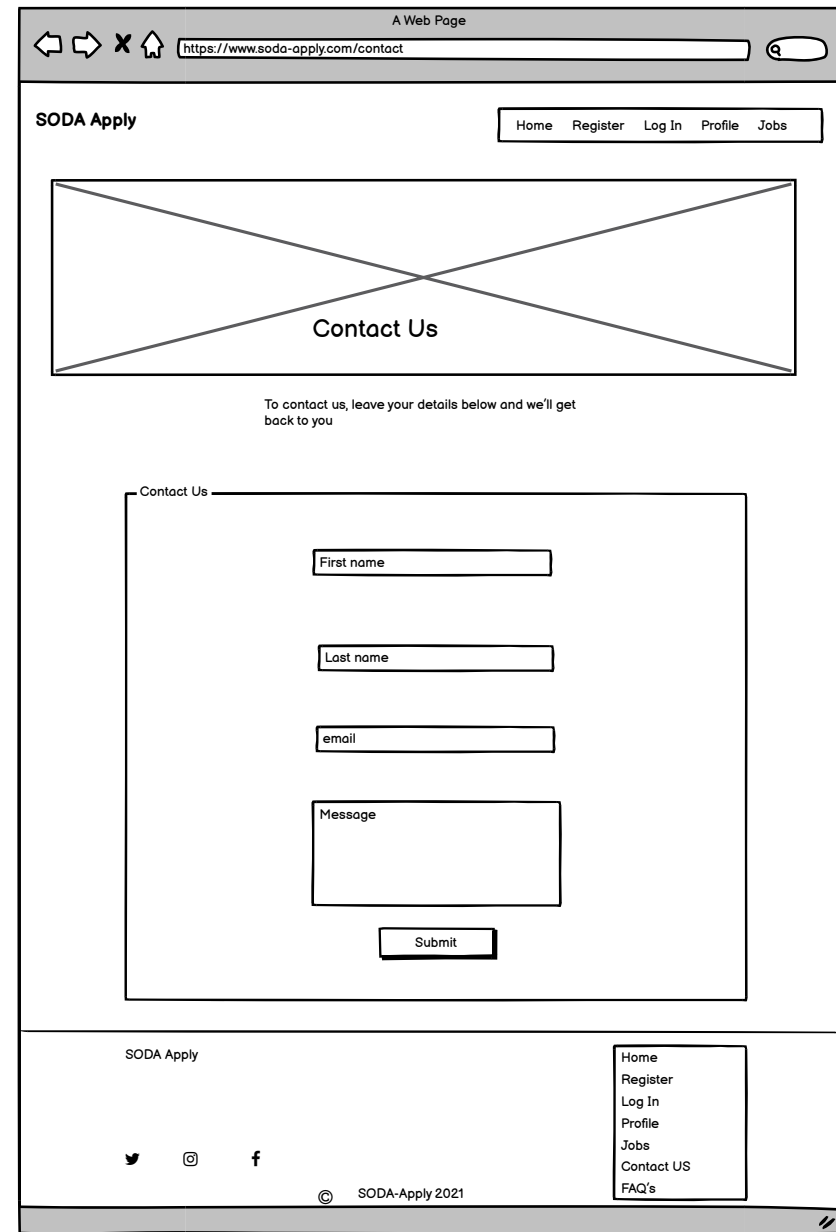 A Web Page
https://www.soda-apply.com/contact
SODA Apply
Home Register Log In Profile Jobs
Contact Us
To contact us, leave your details below and we'll get
back to you
Contact Us
First name
Last name
email
Message
Submit
SODA Apply
Home
Register
Log In
Profile
Jobs
Contact US
FAQ's
© SODA-Apply 2021